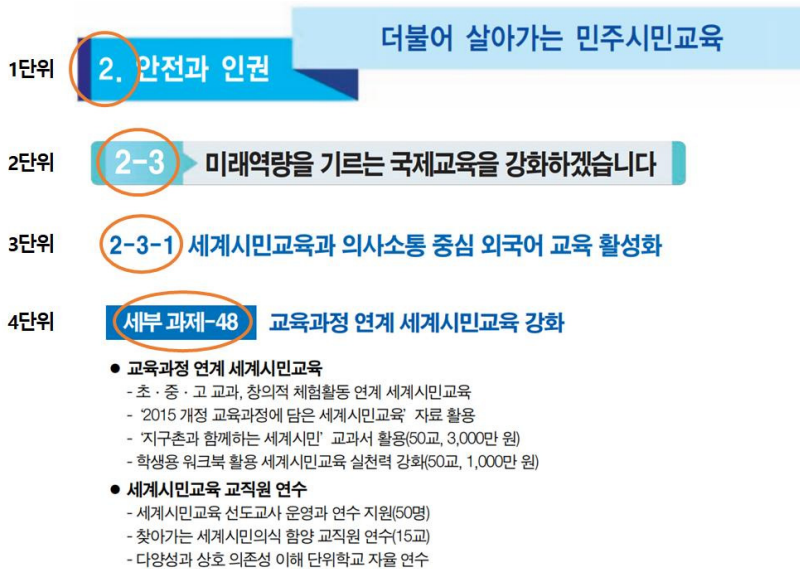 더불어 살아가는 민주시민교육
1단위 2. 안전과 인권
2단위 2-3 미래역량을 기르는 국제교육을 강화하겠습니다
3단위 2-3-1 세계시민교육과 의사소통 중심 외국어 교육 활성화
4단위 세부 과제-48 교육과정 연계 세계시민교육 강화
● 교육과정 연계 세계시민교육
- 초 · 중 · 고 교과, 창의적 체험활동 연계 세계시민교육
- ‘2015 개정 교육과정에 담은 세계시민교육’ 자료 활용
- ‘지구촌과 함께하는 세계시민’ 교과서 활용(50교, 3,000만 원)
- 학생용 워크북 활용 세계시민교육 실천력 강화(50교, 1,000만 원)
● 세계시민교육 교직원 연수
- 세계시민교육 선도교사 운영과 연수 지원(50명)
- 찾아가는 세계시민의식 함양 교직원 연수(15교)
- 다양성과 상호 의존성 이해 단위학교 자율 연수